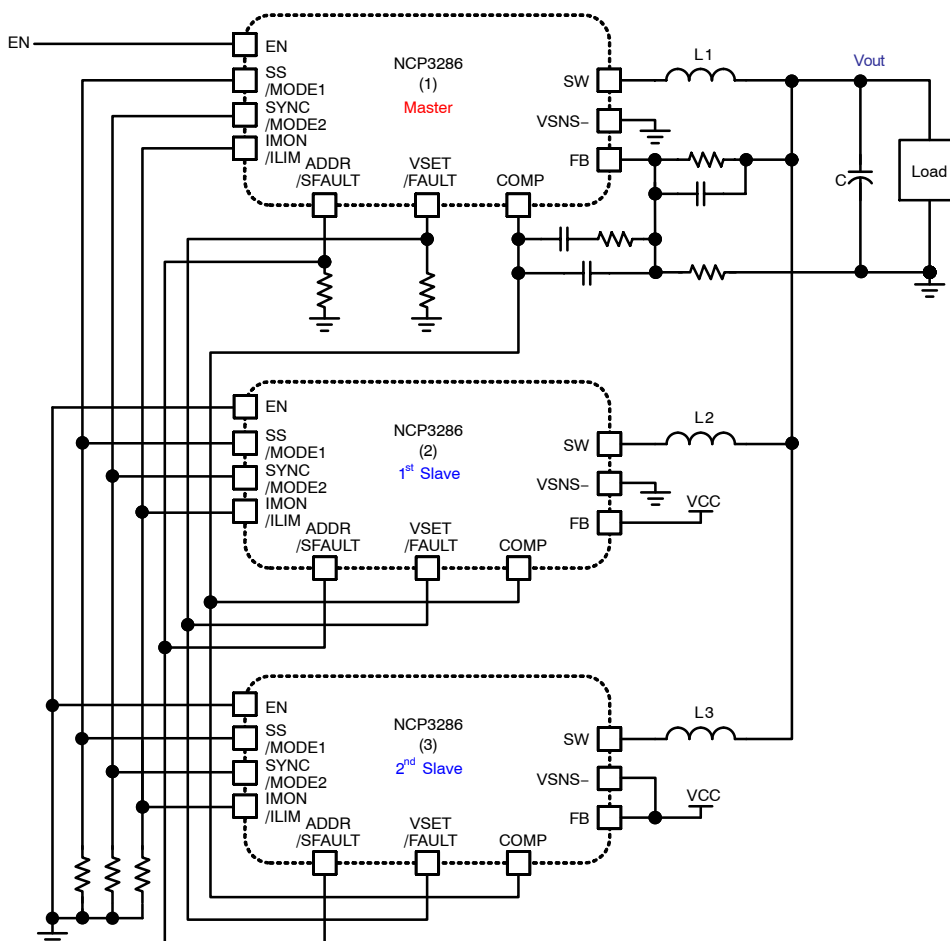 EN
EN
SS
/MODE1
SYNC
/MODE2
IMON
/ILIM
ADDR
/SFAULT
VSET
/FAULT
COMP
NCP3286
(1)
Master
SW
VSNS–
FB
L1
Vout
C
Load
EN
SS
/MODE1
SYNC
/MODE2
IMON
/ILIM
ADDR
/SFAULT
VSET
/FAULT
COMP
NCP3286
(2)
1st Slave
SW
VSNS–
FB
L2
VCC
EN
SS
/MODE1
SYNC
/MODE2
IMON
/ILIM
ADDR
/SFAULT
VSET
/FAULT
COMP
NCP3286
(3)
2nd Slave
SW
VSNS–
FB
L3
VCC